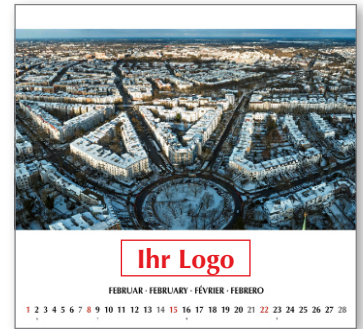 Ihr Logo
FEBRUAR · FEBRUARY · FÉVRIER · FEBRERO
1 2 3 4 5 6 7 8 9 10 11 12 13 14 15 16 17 18 19 20 21 22 23 24 25 26 27 28